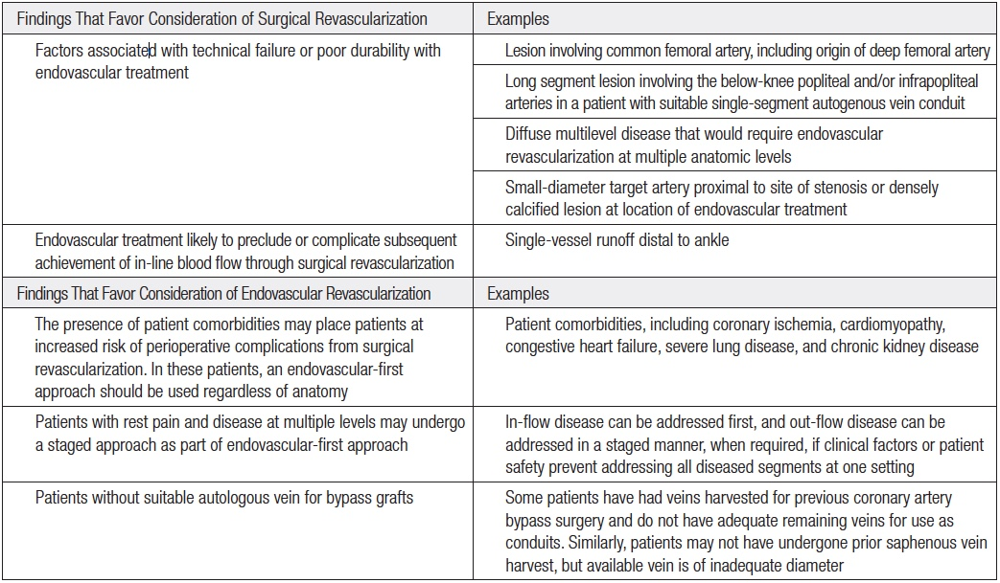 Findings That Favor Consideration of Surgical Revascularization
Examples
Factors associated with technical failure or poor durability with
endovascular treatment
Lesion involving common femoral artery, including origin of deep femoral artery
Long segment lesion involving the below-knee popliteal and/or infrapopliteal
arteries in a patient with suitable single-segment autogenous vein conduit
Diffuse multilevel disease that would require endovascular
revascularization at multiple anatomic levels
Small-diameter target artery proximal to site of stenosis or densely
calcified lesion at location of endovascular treatment
Endovascular treatment likely to preclude or complicate subsequent
achievement of in-line blood flow through surgical revascularization
Single-vessel runoff distal to ankle
Findings That Favor Consideration of Endovascular Revascularization
Examples
The presence of patient comorbidities may place patients at
increased risk of perioperative complications from surgical
revascularization. In these patients, an endovascular-first
approach should be used regardless of anatomy
Patient comorbidities, including coronary ischemia, cardiomyopathy,
congestive heart failure, severe lung disease, and chronic kidney disease
Patients with rest pain and disease at multiple levels may undergo
a staged approach as part of endovascular-first approach
In-flow disease can be addressed first, and out-flow disease can be
addressed in a staged manner, when required, if clinical factors or patient
safety prevent addressing all diseased segments at one setting
Patients without suitable autologous vein for bypass grafts
Some patients have had veins harvested for previous coronary artery
bypass surgery and do not have adequate remaining veins for use as
conduits. Similarly, patients may not have undergone prior saphenous vein
harvest, but available vein is of inadequate diameter